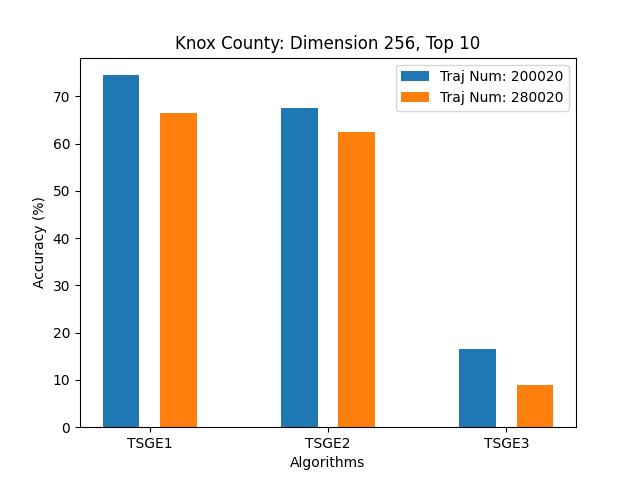 Knox County: Dimension 256, Top 10
Traj Num: 200020
Traj Num: 280020
70
60
50
40
30
20
10
0
Accuracy (%)
TSGE1
TSGE2
TSGE3
Algorithms